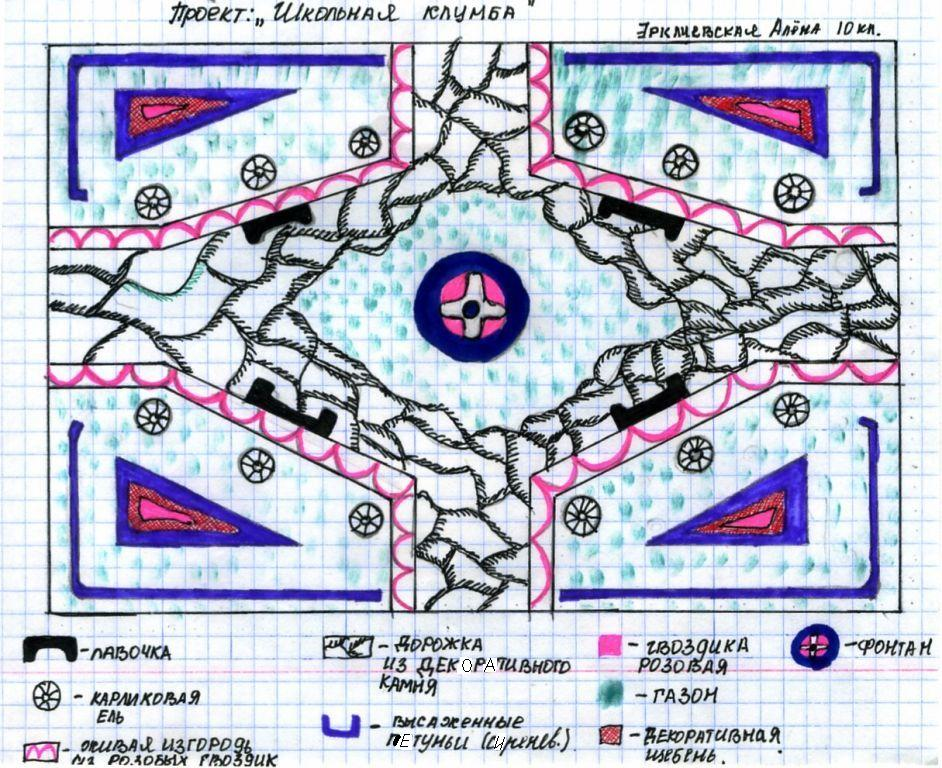 Проект: „Школьная клумба"
Эрклиевская Алёна 10 кл.
- лавочка
- карликовая
ель
- живая изгородь
из розовых гвоздик
- дорожка
из декоративного
камня
- высаженные
петуньи (сиренев.)
- гвоздика
розовая
- газон
- декоративная
щебень.
- фонтан